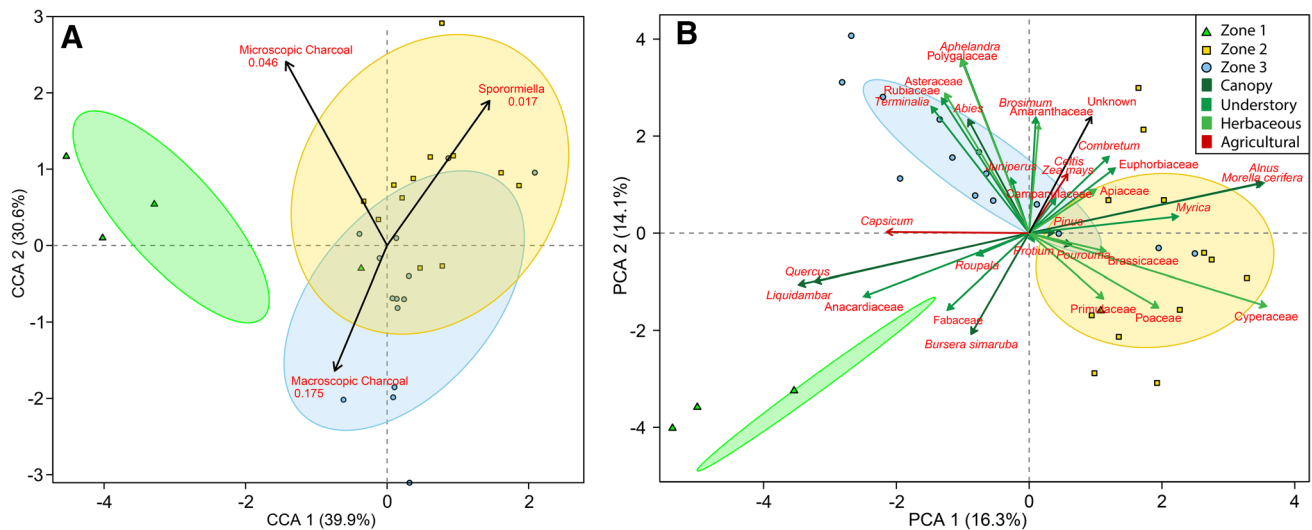 A
3
2
1
0
-1
-2
-3
CCA 2 (30.6%)
-4
-2
0
2
CCA 1 (39.9%)
Microscopic Charcoal
0.046
Sporormiella
0.017
Macroscopic Charcoal
0.175
B
4
2
0
-2
-4
PCA 2 (14.1%)
-4
-2
0
2
4
PCA 1 (16.3%)
Aphelandra
Polygalaceae
Asteraceae
Rubiaceae
Terminalia
Abies
Brosimum
Amaranthaceae
Unknown
Combretum
Juniperus
Celtis
Zea mays
Euphorbiaceae
Campanulaceae
Apiaceae
Alnus
Morella cerifera
Myrica
Capsicum
Pinus
Protium
Pourouma
Brassicaceae
Roupala
Quercus
Liquidambar
Anacardiaceae
Fabaceae
Bursera simaruba
Primulaceae
Poaceae
Cyperaceae
Zone 1
Zone 2
Zone 3
Canopy
Understory
Herbaceous
Agricultural